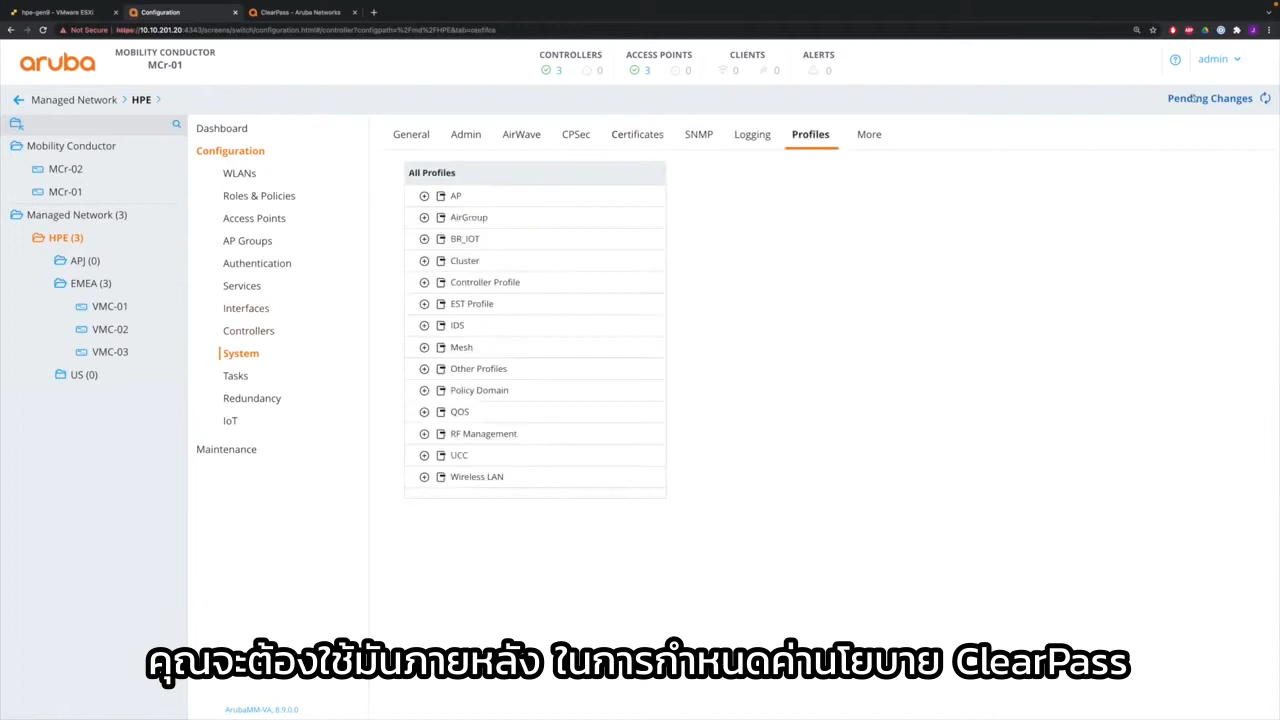 hpe-gen9 - VMware ESXi
Configuration
ClearPass - Aruba Networks
Not Secure
https://10.10.201.20:4343/screens/switch/configuration.html#/controller?configpath=%2Fmd%2FHPE&tab=confifca
aruba
MOBILITY CONDUCTOR
MCr-01
CONTROLLERS
3
0
ACCESS POINTS
3
0
CLIENTS
0
0
ALERTS
0
admin
Managed Network > HPE >
Pending Changes
Mobility Conductor
MCr-02
MCr-01
Managed Network (3)
HPE (3)
APJ (0)
EMEA (3)
VMC-01
VMC-02
VMC-03
US (0)
Dashboard
Configuration
WLANs
Roles & Policies
Access Points
AP Groups
Authentication
Services
Interfaces
Controllers
System
Tasks
Redundancy
IoT
Maintenance
General
Admin
AirWave
CPSec
Certificates
SNMP
Logging
Profiles
More
All Profiles
AP
AirGroup
BR_IOT
Cluster
Controller Profile
EST Profile
IDS
Mesh
Other Profiles
Policy Domain
QOS
RF Management
UCC
Wireless LAN
คุณจะต้องใช้มันภายหลัง ในการกำหนดค่านโยบาย ClearPass
ArubaMM-VA, 8.9.0.0